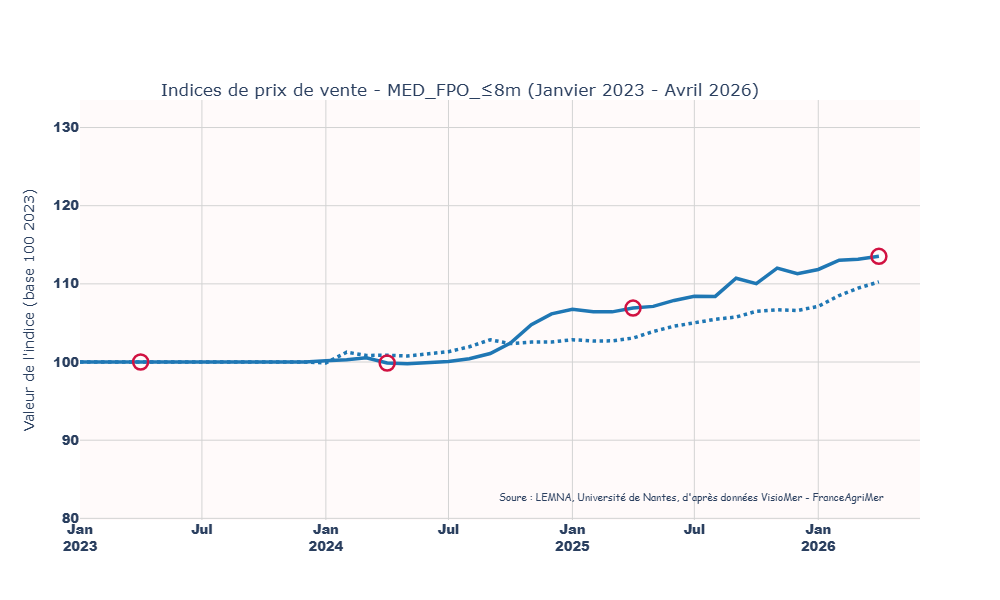 Indices de prix de vente - MED_FPO_≤8m (Janvier 2023 - Avril 2026)
Valeur de l'indice (base 100 2023)
130
120
110
100
90
80
Soure : LEMNA, Université de Nantes, d'après données VisioMer - FranceAgriMer
Jan
2023
Jul
Jan
2024
Jul
Jan
2025
Jul
Jan
2026